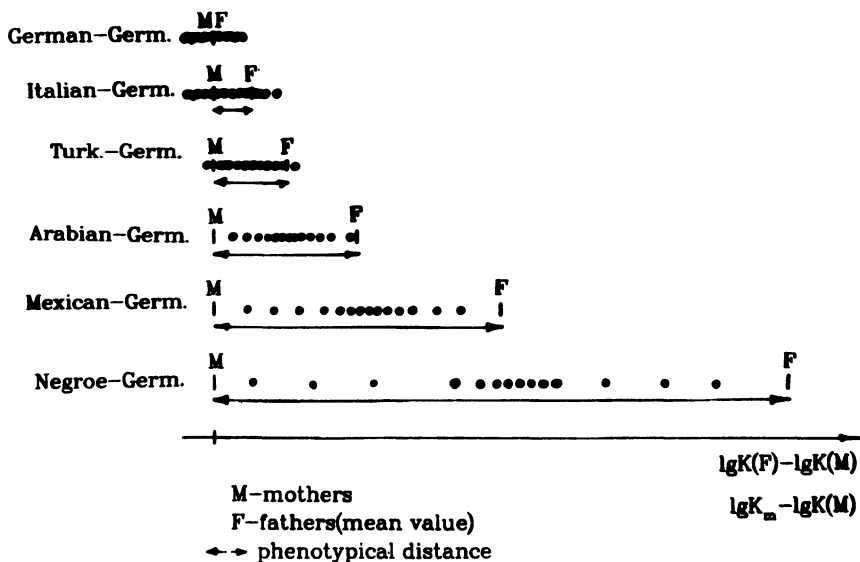 M F
German-Germ.
M F
Italian-Germ.
M F
Turk.-Germ.
M F
Arabian-Germ.
M F
Mexican-Germ.
M F
Negroe-Germ.
lgK(F)-lgK(M)
lgKm-lgK(M)
M-mothers
F-fathers(mean value)
phenotypical distance